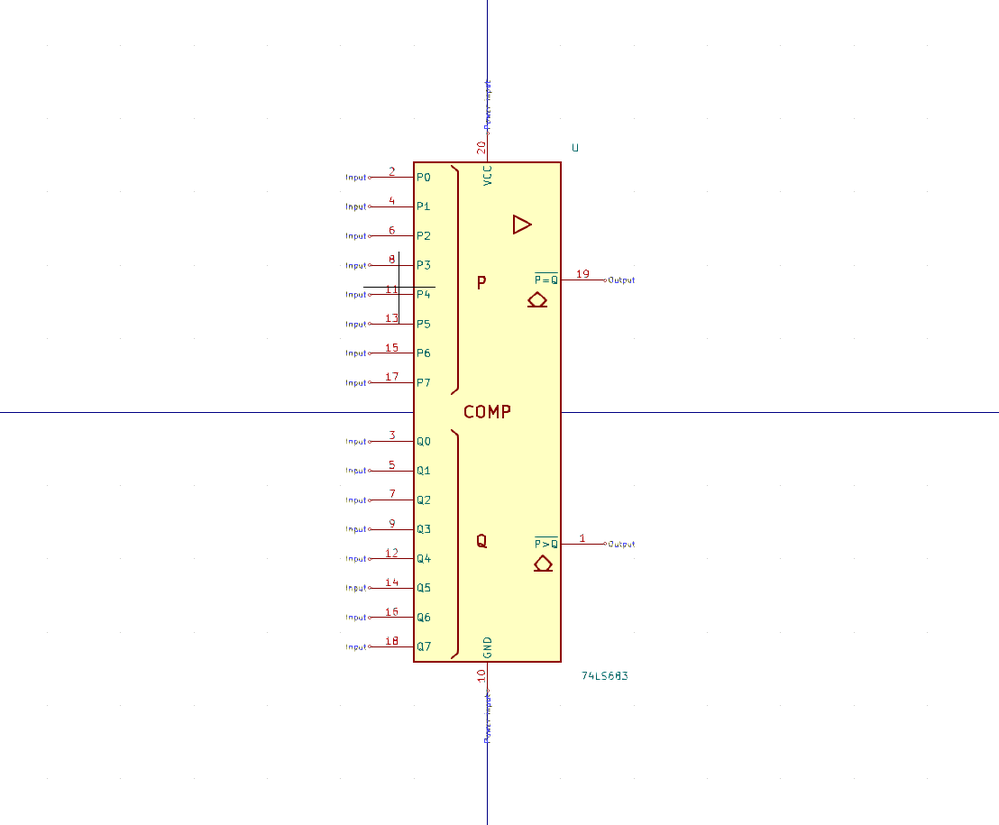 Power input
20
U
VCC
Input 2 P0
Input 4 P1
Input 6 P2
Input 8 P3
P
P=Q 19 Output
Input 11 P4
Input 13 P5
Input 15 P6
Input 17 P7
COMP
Input 3 Q0
Input 5 Q1
Input 7 Q2
Input 9 Q3
Q
P>Q 1 Output
Input 12 Q4
Input 14 Q5
Input 16 Q6
Input 18 Q7
GND
10
Power input